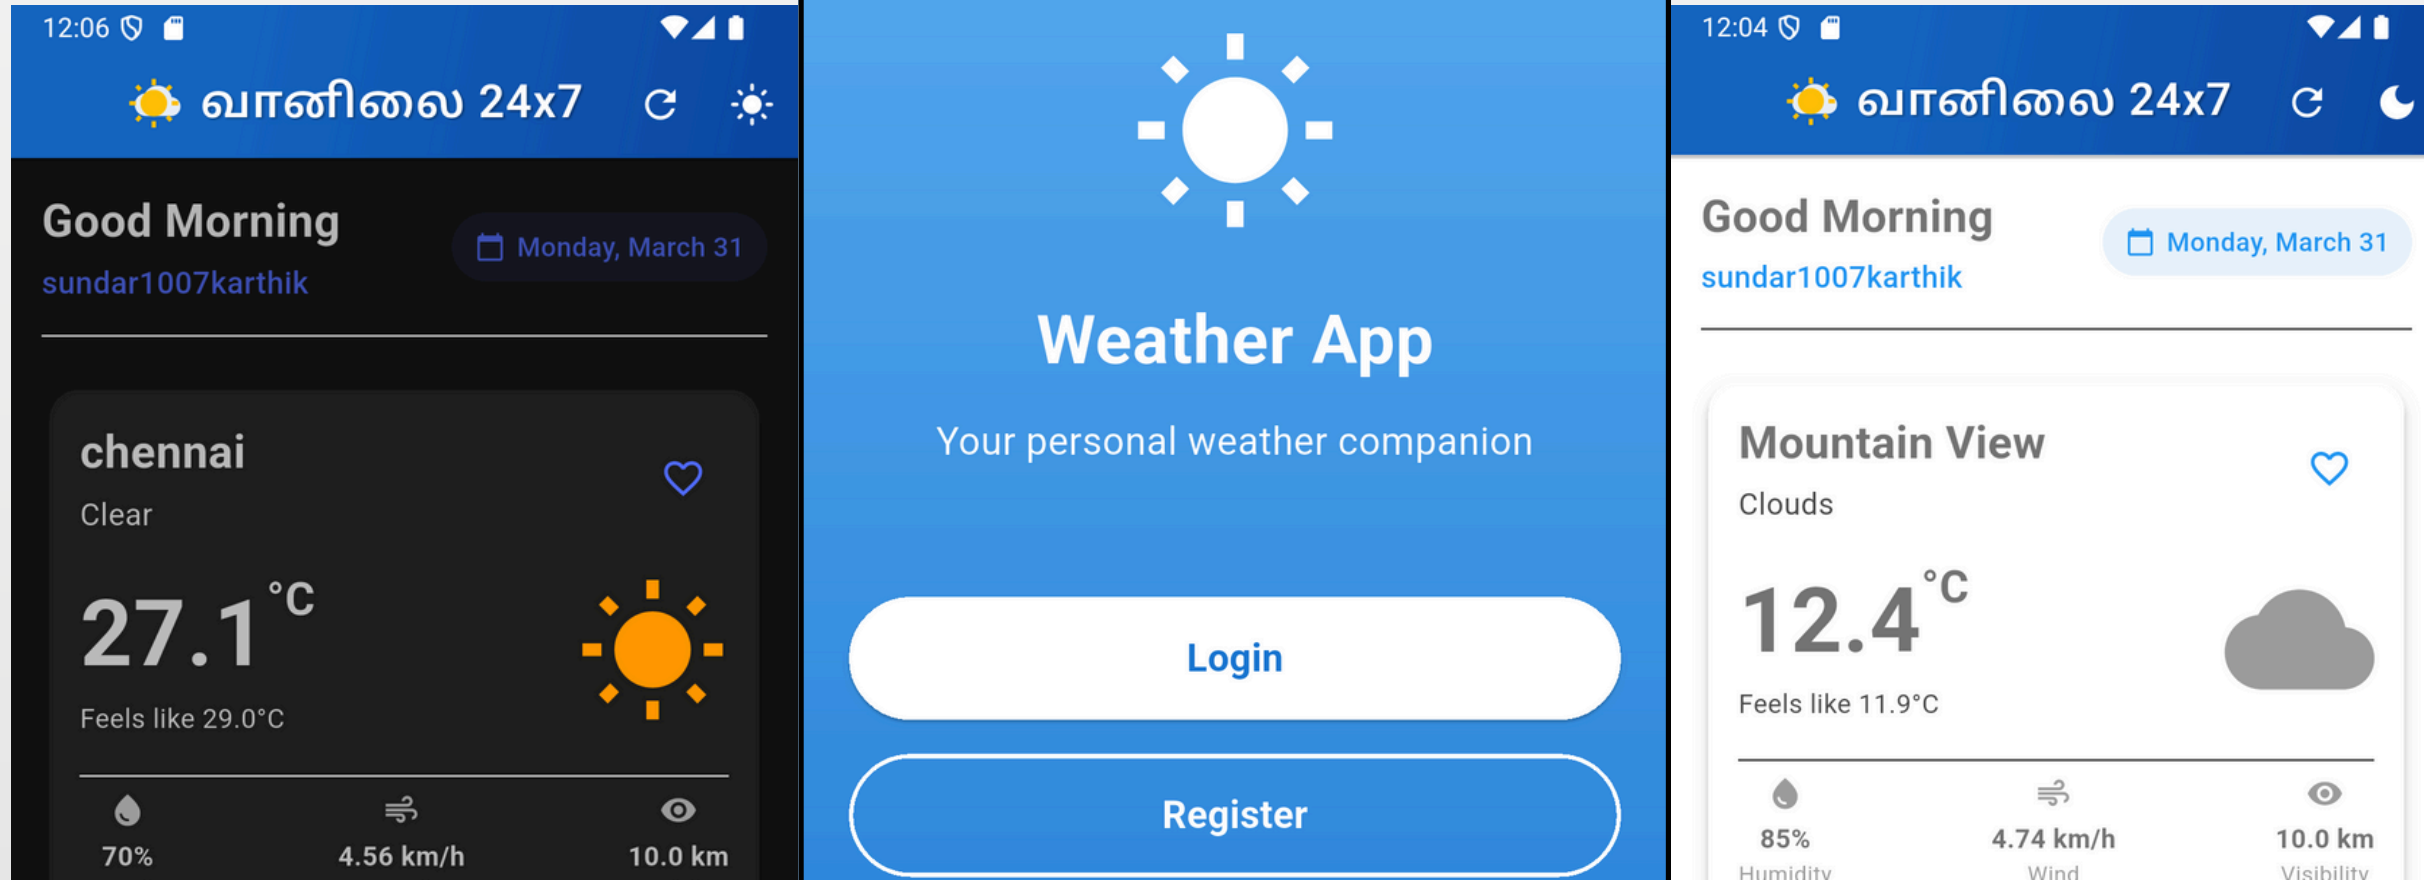 12:06
வானிலை 24x7
Good Morning
Monday, March 31
sundar1007karthik
chennai
Clear
27.1°C
Feels like 29.0°C
70%
4.56 km/h
10.0 km
Weather App
Your personal weather companion
Login
Register
12:04
வானிலை 24x7
Good Morning
Monday, March 31
sundar1007karthik
Mountain View
Clouds
12.4°C
Feels like 11.9°C
85%
4.74 km/h
10.0 km
Humidity
Wind
Visibility